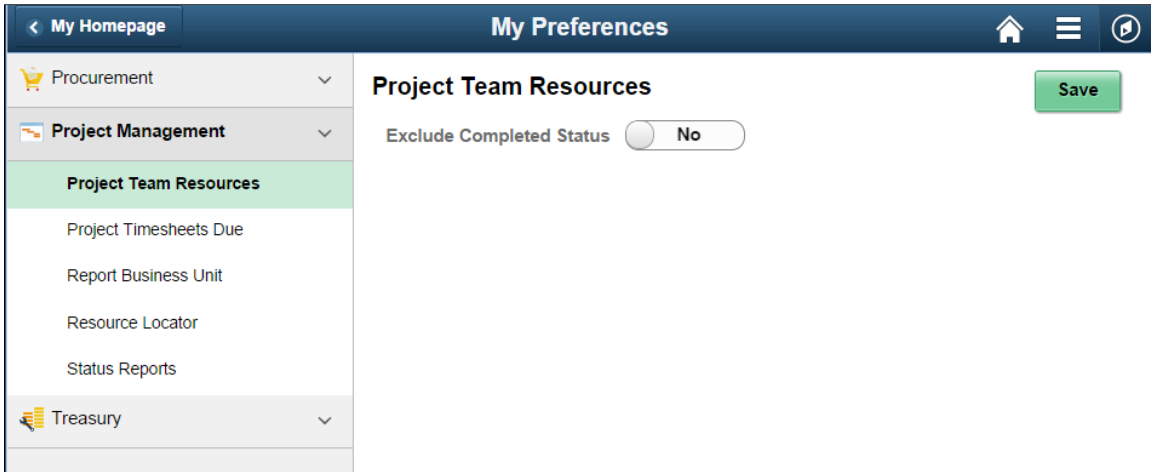 My Homepage
My Preferences
Procurement
Project Management
Project Team Resources
Project Timesheets Due
Report Business Unit
Resource Locator
Status Reports
Treasury
Project Team Resources
Save
Exclude Completed Status No